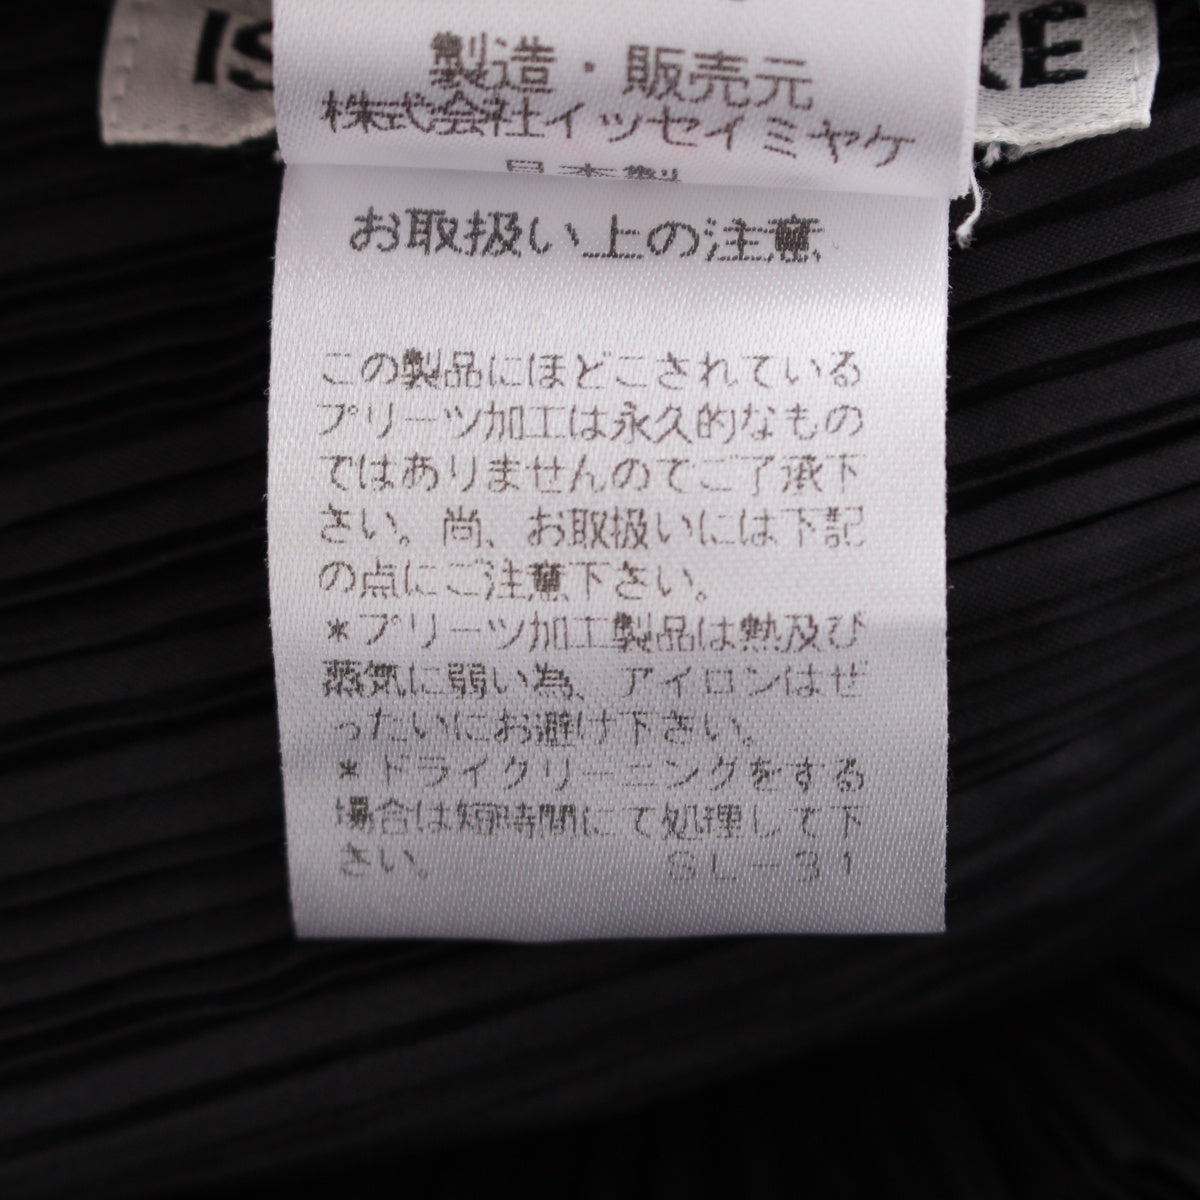 IS
KE
製造・販売元
株式会社イッセイミヤケ
日本製
お取扱い上の注意
この製品にほどこされている
プリーツ加工は永久的なもの
ではありませんのでご了承下
さい。尚、お取扱いには下記
の点にご注意下さい。
*プリーツ加工製品は熱及び
蒸気に弱い為、アイロンはぜ
ったいにお避け下さい。
*ドライクリーニングをする
場合は短時間にて処理して下
さい。 SL-31